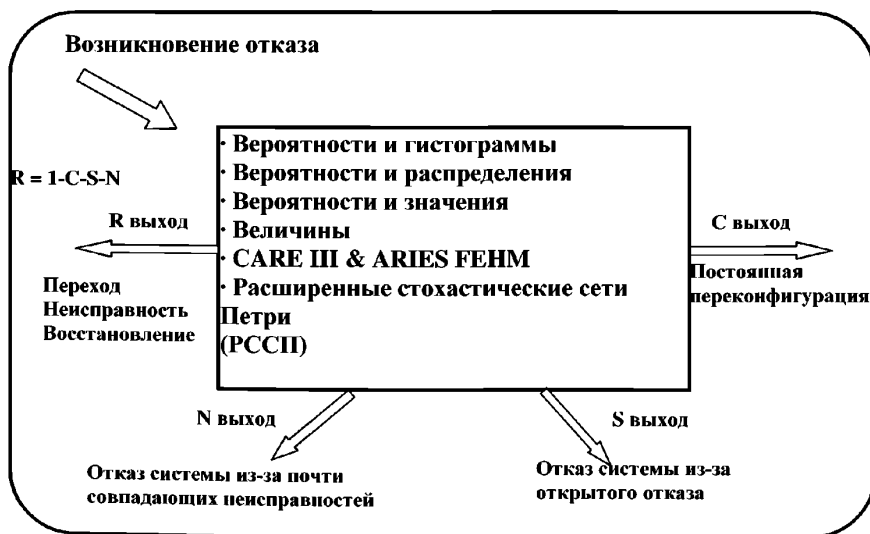 Возникновение отказа
· Вероятности и гистограммы
· Вероятности и распределения
· Вероятности и значения
· Величины
· CARE III & ARIES FEHM
· Расширенные стохастические сети
Петри
(РССП)
R = 1-C-S-N
R выход
Переход
Неисправность
Восстановление
C выход
Постоянная
переконфигурация
N выход
Отказ системы из-за почти
совпадающих неисправностей
S выход
Отказ системы из-за
открытого отказа